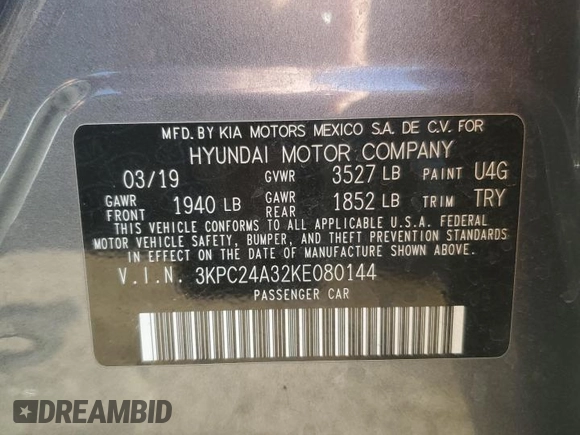 MFD. BY KIA MOTORS MEXICO S.A. DE C.V. FOR
HYUNDAI MOTOR COMPANY
03/19 GVWR 3527 LB PAINT U4G
GAWR FRONT 1940 LB GAWR REAR 1852 LB TRIM TRY
THIS VEHICLE CONFORMS TO ALL APPLICABLE U.S.A. FEDERAL
MOTOR VEHICLE SAFETY, BUMPER, AND THEFT PREVENTION STANDARDS
IN EFFECT ON THE DATE OF MANUFACTURE SHOWN ABOVE.
V.I.N. 3KPC24A32KE080144
PASSENGER CAR
DREAMBID